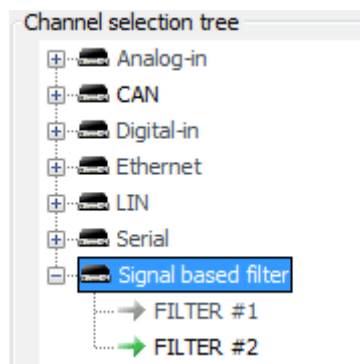 Channel selection tree
Analog-in
CAN
Digital-in
Ethernet
LIN
Serial
Signal based filter
FILTER #1
FILTER #2